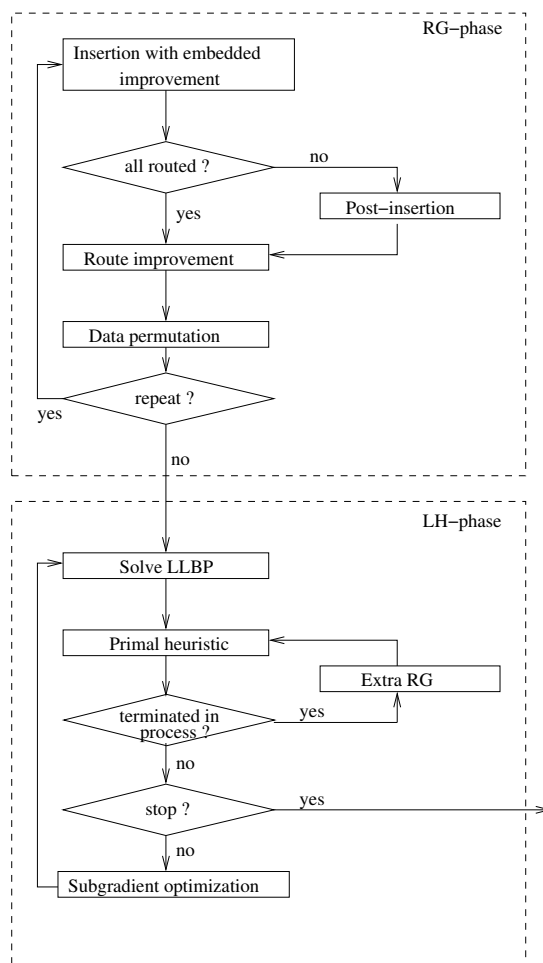 RG−phase
Insertion with embedded
improvement
all routed ?
no
yes
Post−insertion
Route improvement
Data permutation
repeat ?
yes
no
LH−phase
Solve LLBP
Primal heuristic
Extra RG
terminated in
process ?
yes
no
stop ?
yes
no
Subgradient optimization